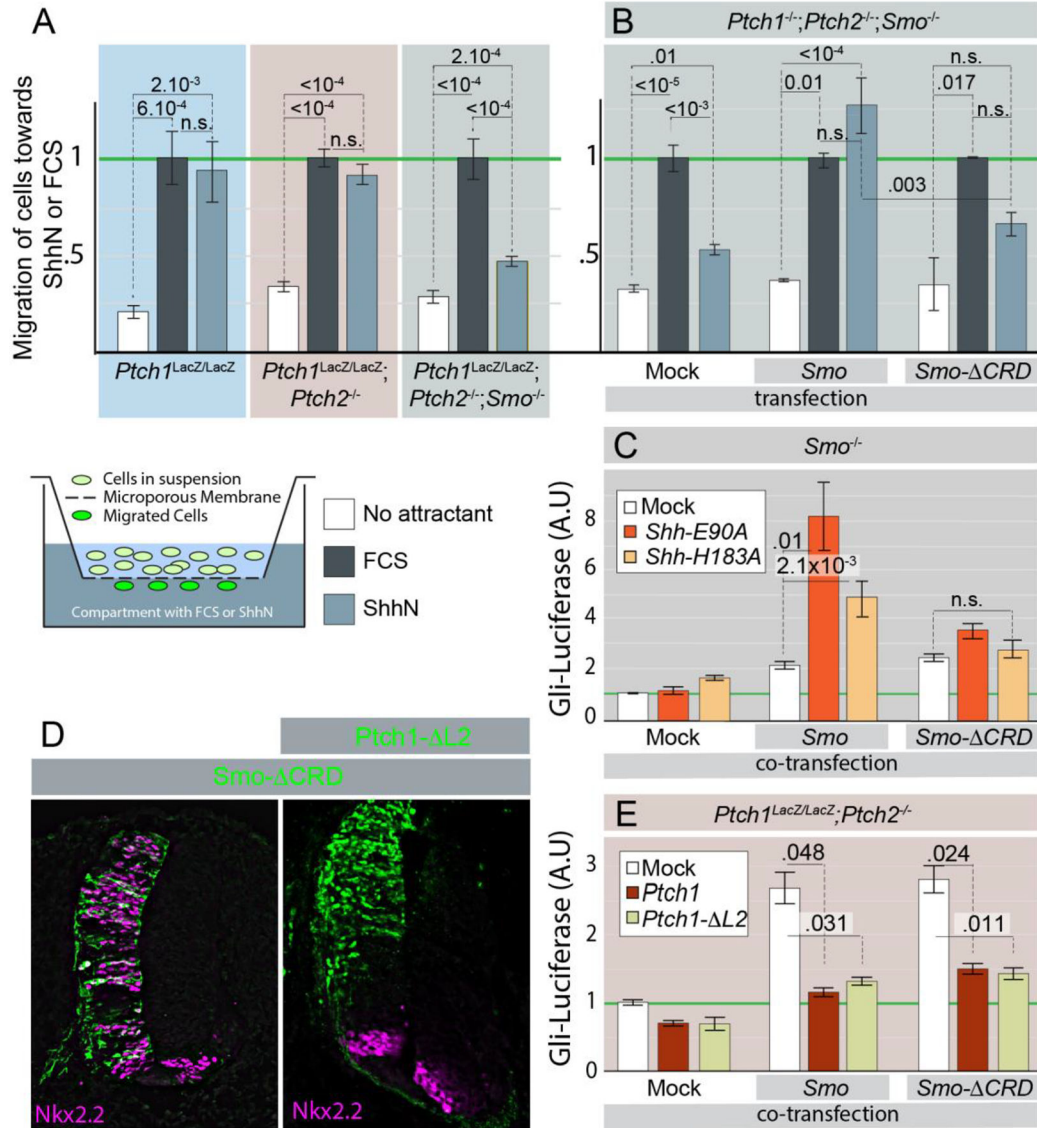 A
Migration of cells towards
ShhN or FCS
1
.5
2.10-3
6.10-4
n.s.
<10-4
<10-4
n.s.
2.10-4
<10-4
<10-4
Ptch1LacZ/LacZ
Ptch1LacZ/LacZ;
Ptch2-/-
Ptch1LacZ/LacZ;
Ptch2-/-;Smo-/-
B
Ptch1-/-;Ptch2-/-;Smo-/-
1
.5
.01
<10-5
<10-3
<10-4
0.01
n.s.
.003
n.s.
.017
n.s.
Mock
Smo
Smo-ΔCRD
transfection
Cells in suspension
Microporous Membrane
Migrated Cells
Compartment with FCS or ShhN
No attractant
FCS
ShhN
C
Smo-/-
Gli-Luciferase (A.U)
8
6
4
2
0
Mock
Shh-E90A
Shh-H183A
.01
2.1x10-3
n.s.
Mock
Smo
Smo-ΔCRD
co-transfection
D
Ptch1-ΔL2
Smo-ΔCRD
Nkx2.2
Nkx2.2
E
Ptch1LacZ/LacZ;Ptch2-/-
Gli-Luciferase (A.U)
3
2
1
0
Mock
Ptch1
Ptch1-ΔL2
.048
.031
.024
.011
Mock
Smo
Smo-ΔCRD
co-transfection